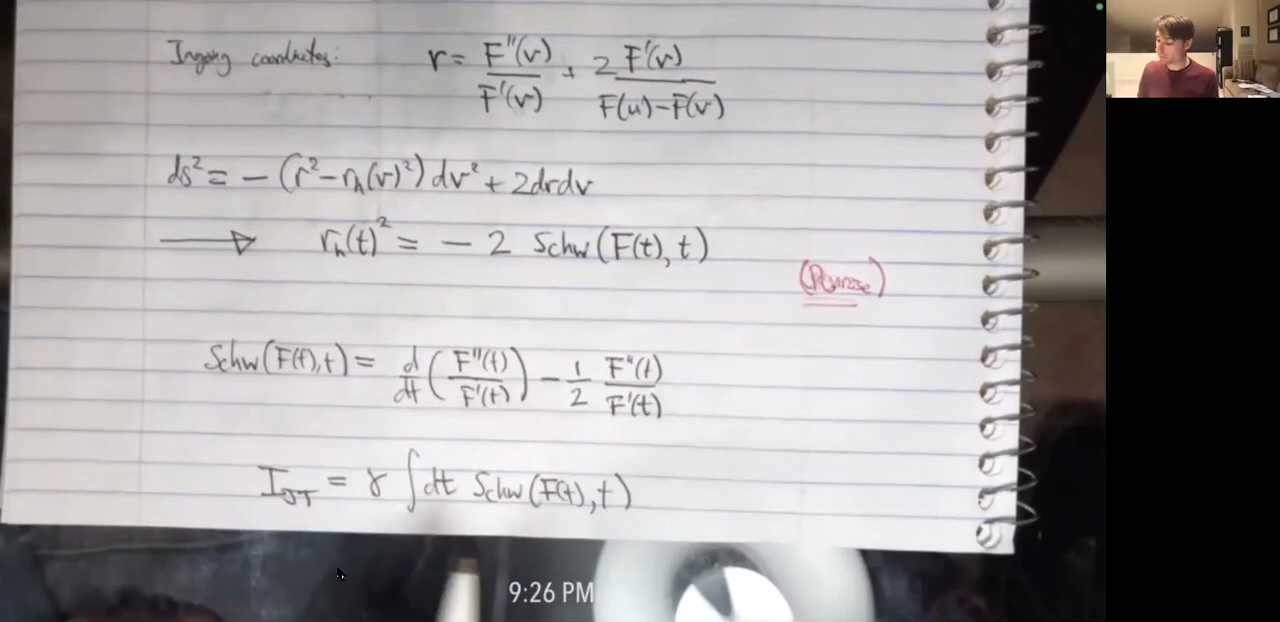 Ingoing coordinates: r = F''(v)/F'(v) + 2 F'(v)/(F(u)-F(v))
ds² = - (r² - r_h(v)²) dv² + 2drdv
→ r_h(t)² = - 2 Schw(F(t), t)
(Penrose)
Schw(F(t), t) = d/dt (F''(t)/F'(t)) - 1/2 F''(t)/F'(t)
I_JT = γ ∫ dt Schw(F(t), t)
9:26 PM